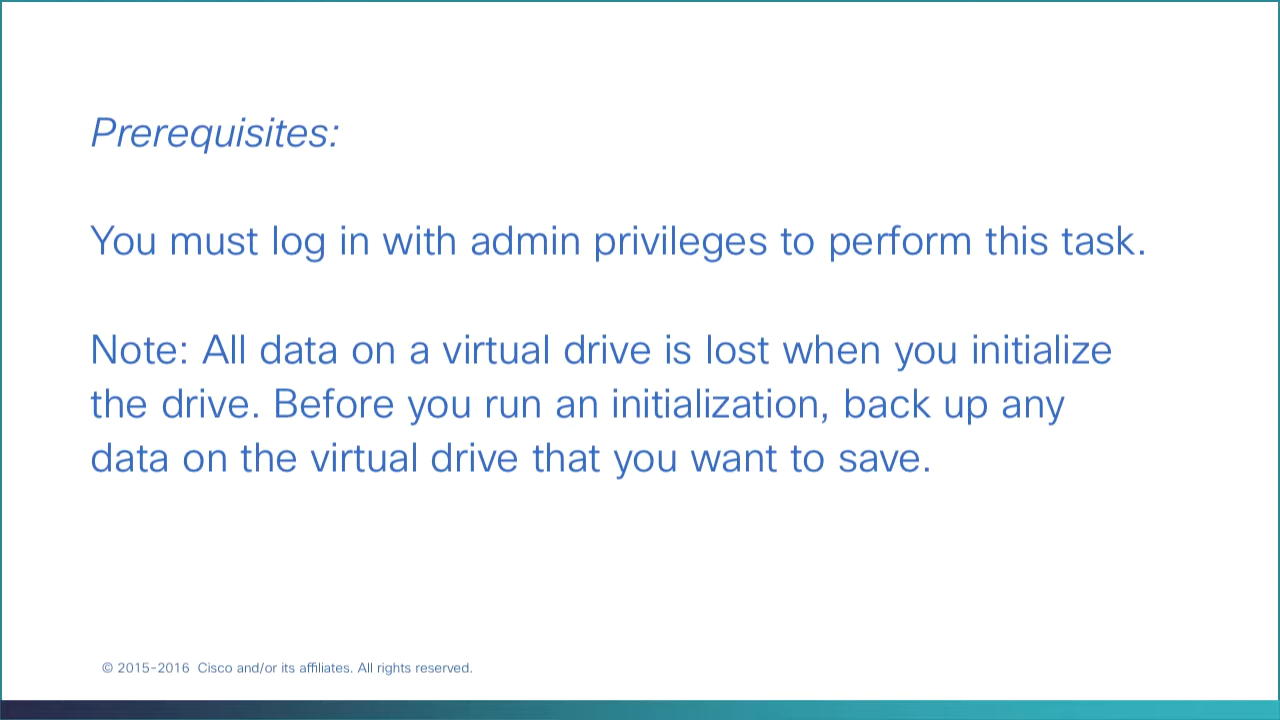 Prerequisites:
You must log in with admin privileges to perform this task.
Note: All data on a virtual drive is lost when you initialize
the drive. Before you run an initialization, back up any
data on the virtual drive that you want to save.
© 2015-2016 Cisco and/or its affiliates. All rights reserved.